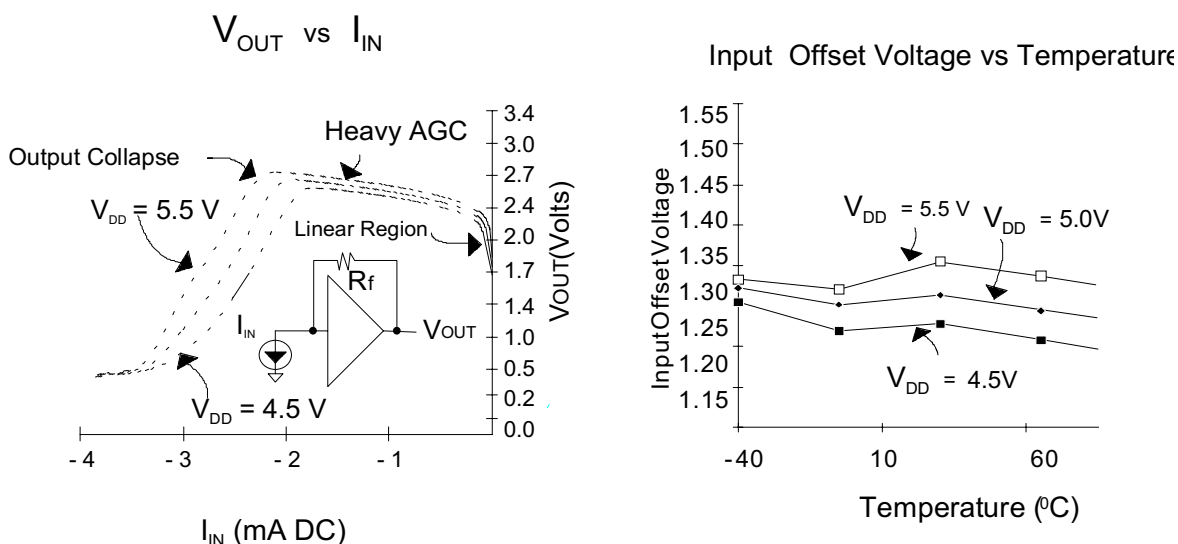 VOUT vs IIN
3.4
3.0
2.7
2.4
2.0
1.7
1.4
1.0
0.5
0.2
0.0
VOUT(Volts)
Heavy AGC
Output Collapse
VDD = 5.5 V
Linear Region
Rf
IIN
VOUT
VDD = 4.5 V
- 4
- 3
- 2
- 1
IIN (mA DC)
Input Offset Voltage vs Temperature
1.55
1.50
1.45
1.40
1.35
1.30
1.25
1.20
1.15
Input Offset Voltage
VDD = 5.5 V
VDD = 5.0V
VDD = 4.5V
-40
10
60
Temperature (⁰C)